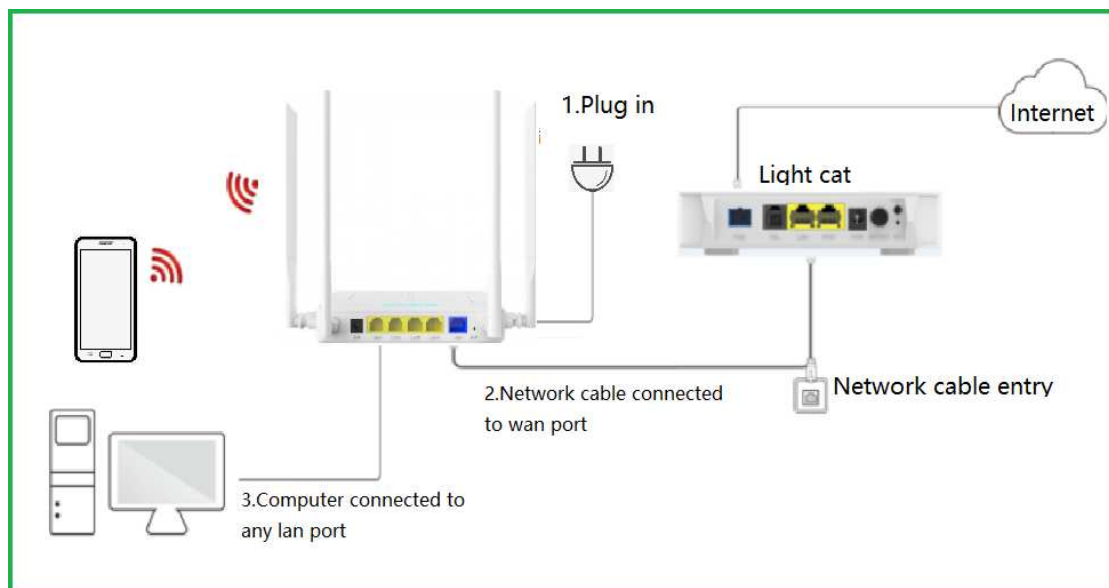 1.Plug in
Internet
Light cat
Network cable entry
2.Network cable connected
to wan port
3.Computer connected to
any lan port